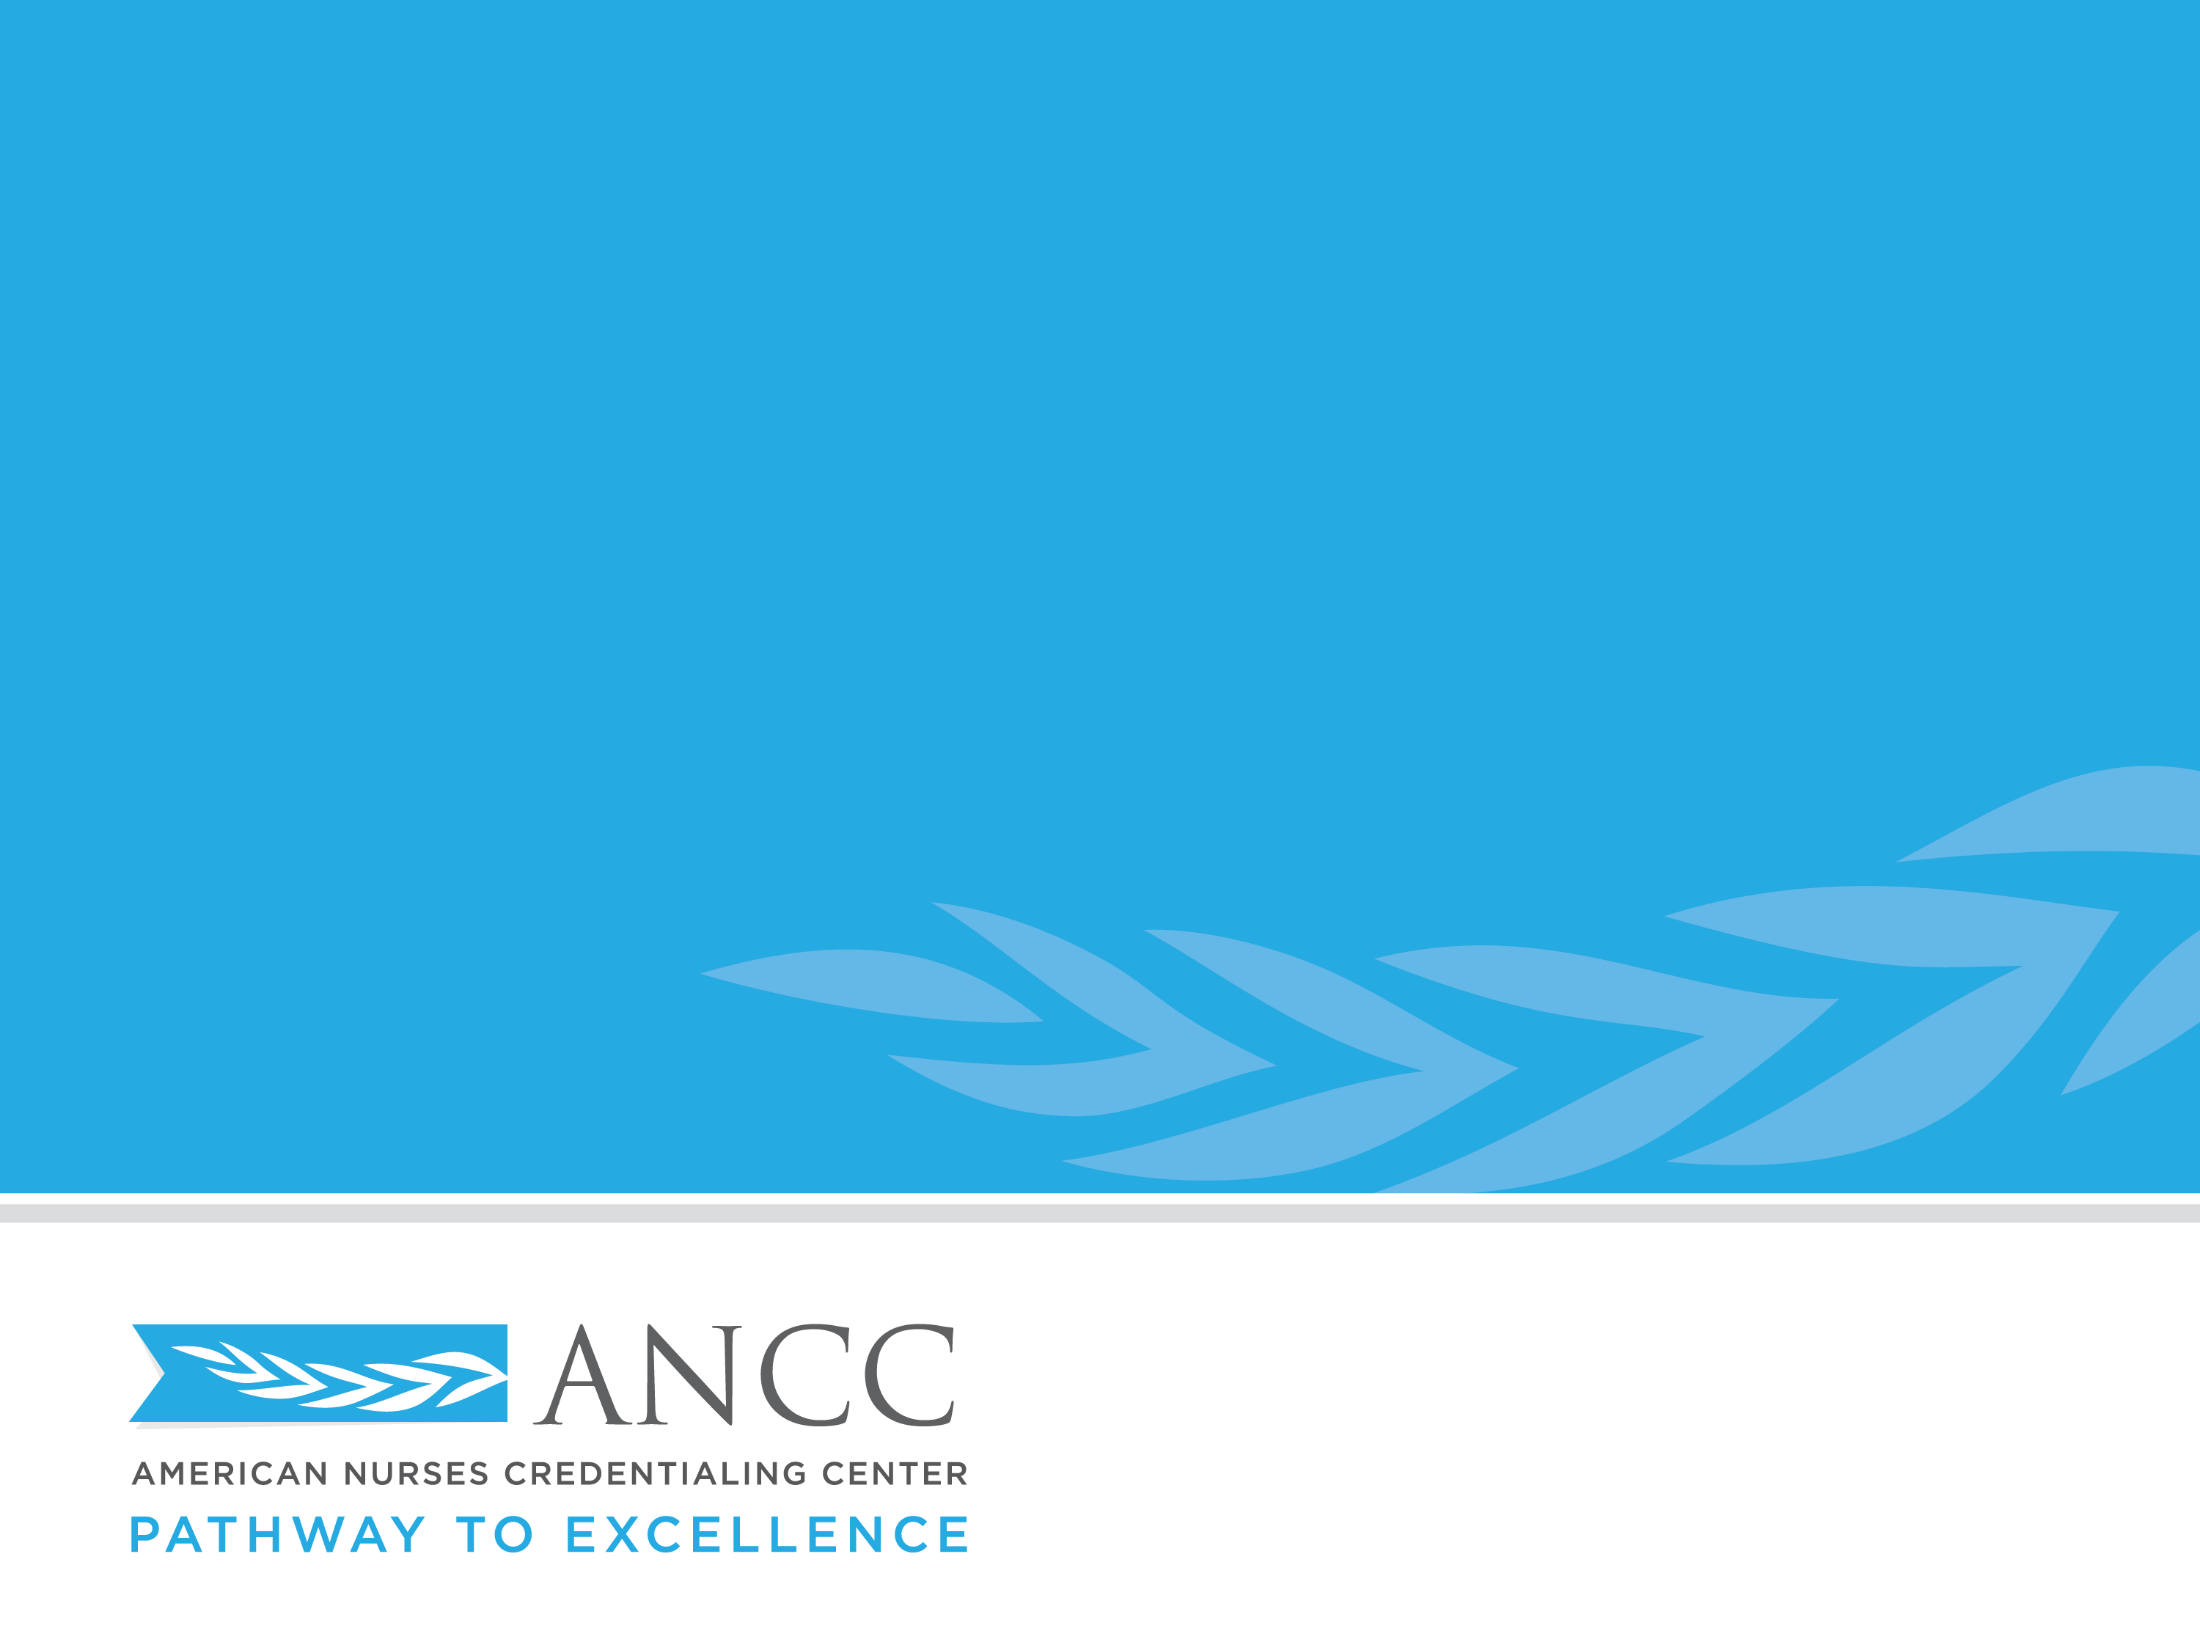 ANCC
AMERICAN NURSES CREDENTIALING CENTER
PATHWAY TO EXCELLENCE